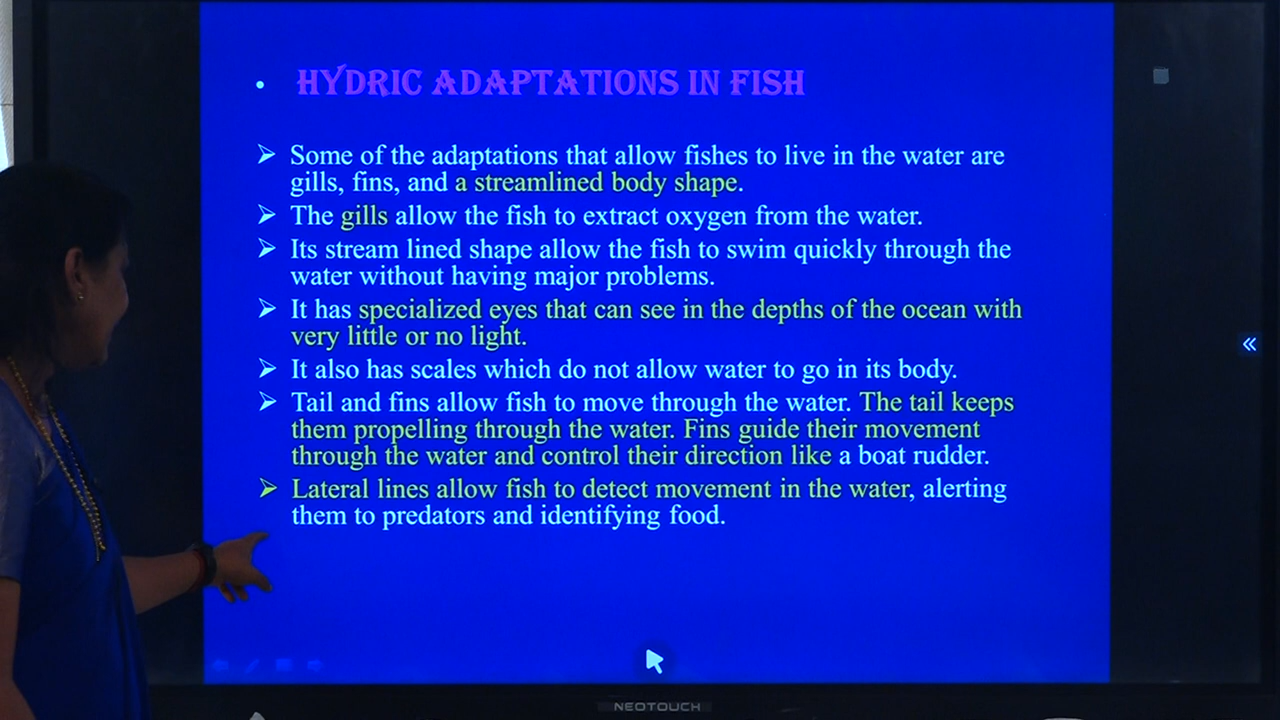 • HYDRIC ADAPTATIONS IN FISH
➢ Some of the adaptations that allow fishes to live in the water are
gills, fins, and a streamlined body shape.
➢ The gills allow the fish to extract oxygen from the water.
➢ Its stream lined shape allow the fish to swim quickly through the
water without having major problems.
➢ It has specialized eyes that can see in the depths of the ocean with
very little or no light.
➢ It also has scales which do not allow water to go in its body.
➢ Tail and fins allow fish to move through the water. The tail keeps
them propelling through the water. Fins guide their movement
through the water and control their direction like a boat rudder.
➢ Lateral lines allow fish to detect movement in the water, alerting
them to predators and identifying food.
NEOTOUCH